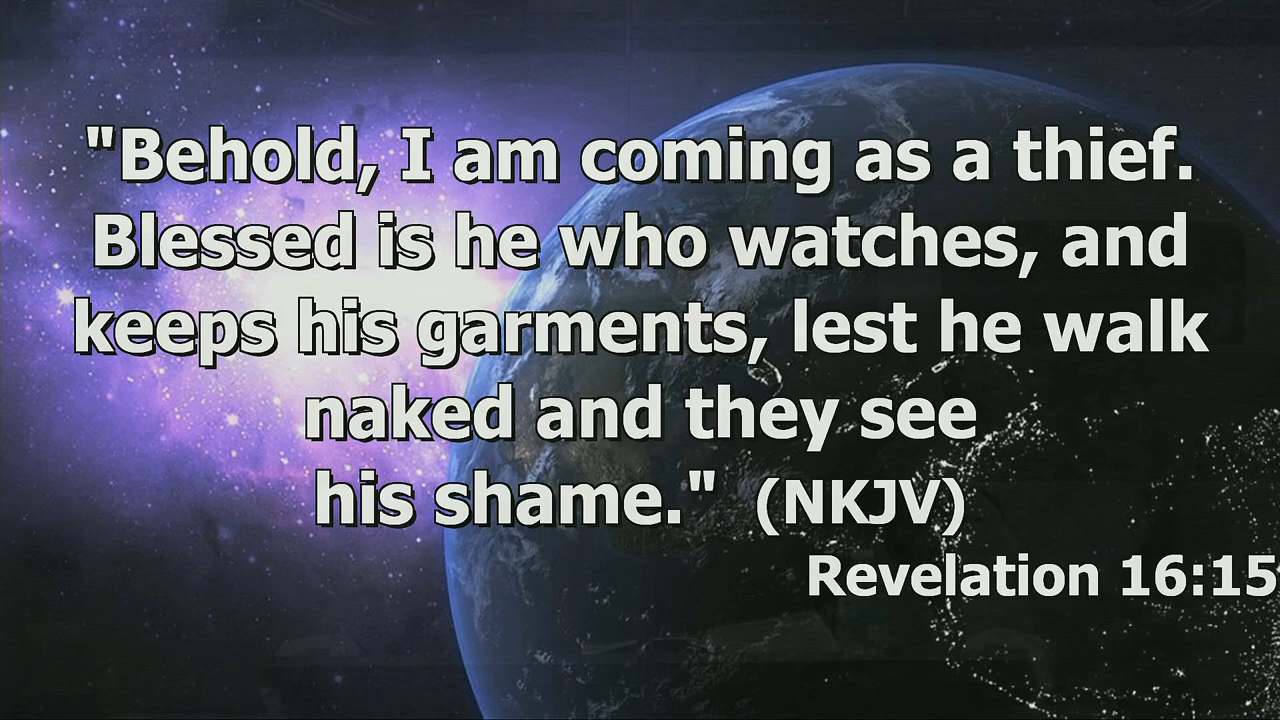 "Behold, I am coming as a thief.
Blessed is he who watches, and
keeps his garments, lest he walk
naked and they see
his shame." (NKJV)
Revelation 16:15